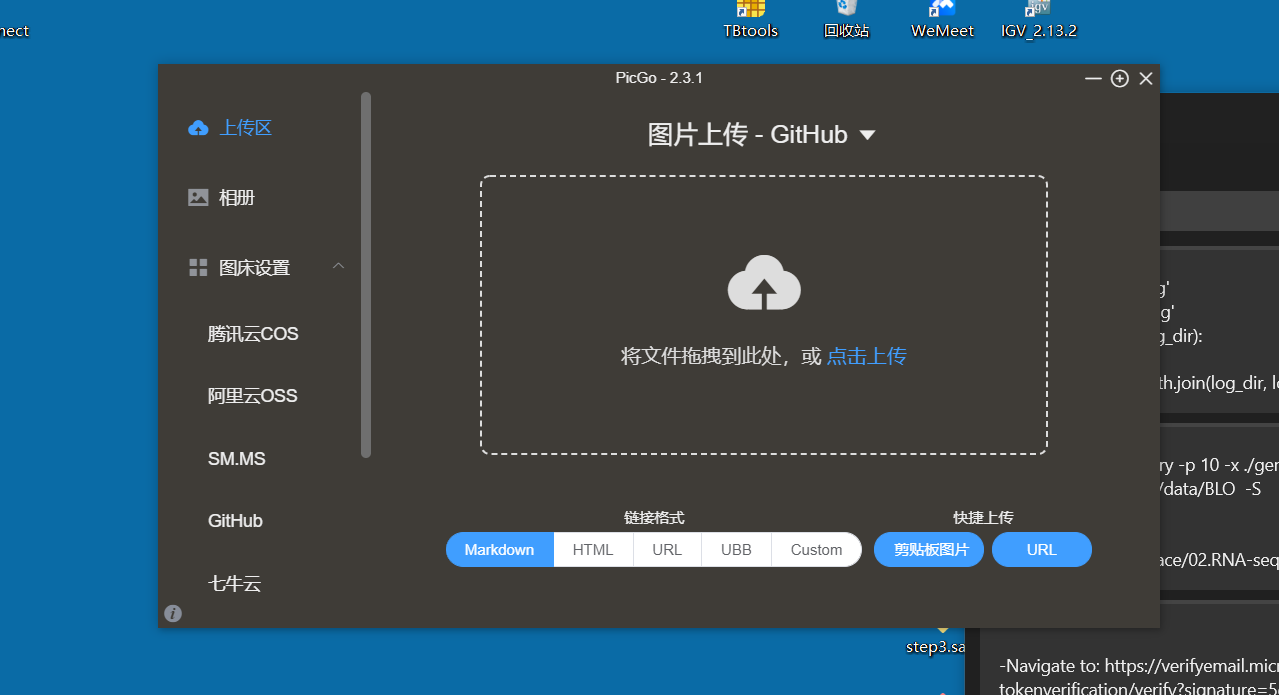 nect
TBtools
回收站
WeMeet
IGV_2.13.2
PicGo - 2.3.1
上传区
相册
图床设置
腾讯云COS
阿里云OSS
SM.MS
GitHub
七牛云
图片上传 - GitHub
将文件拖拽到此处，或 点击上传
链接格式
Markdown
HTML
URL
UBB
Custom
快捷上传
剪贴板图片
URL
g'
g'
g_dir):
th.join(log_dir, l
ry -p 10 -x ./ger
/data/BLO -S
ace/02.RNA-seq
step3.sa
-Navigate to: https://verifyemail.micr
tokenverification/verify?signature=5